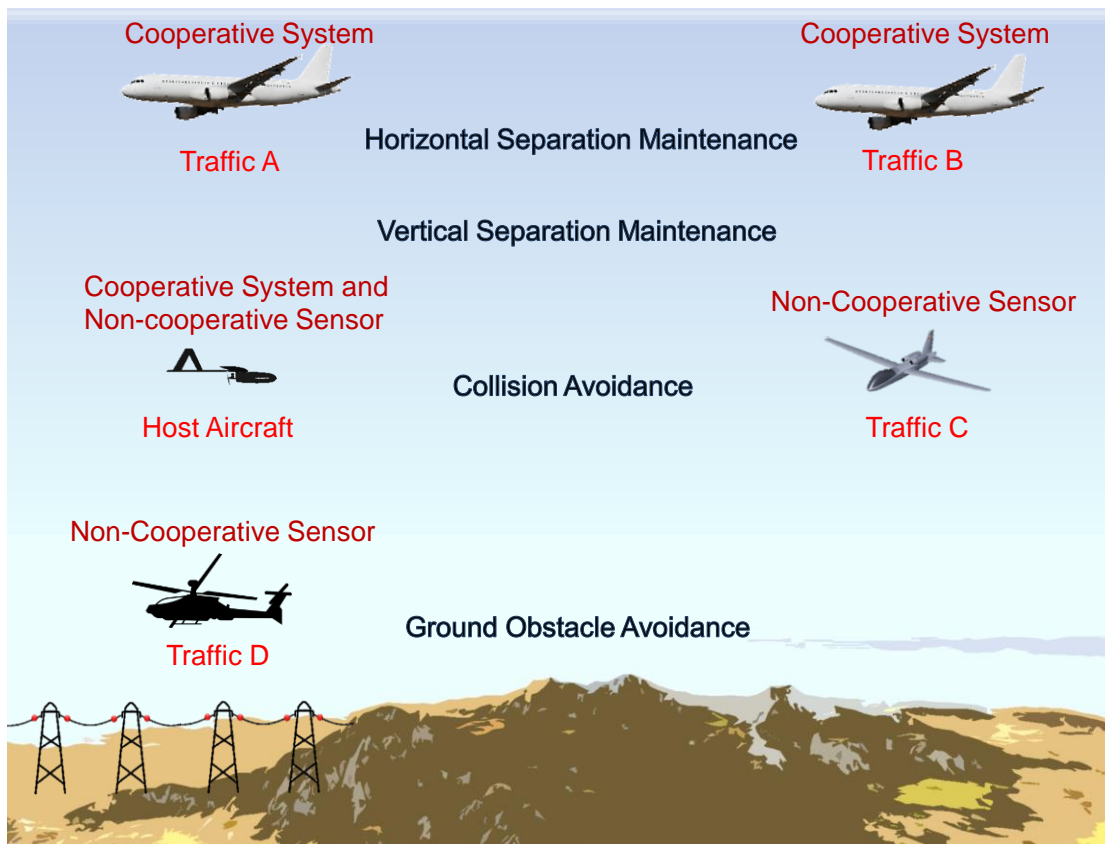 Cooperative System
Cooperative System
Traffic A
Horizontal Separation Maintenance
Traffic B
Vertical Separation Maintenance
Cooperative System and
Non-cooperative Sensor
Non-Cooperative Sensor
Host Aircraft
Collision Avoidance
Traffic C
Non-Cooperative Sensor
Traffic D
Ground Obstacle Avoidance